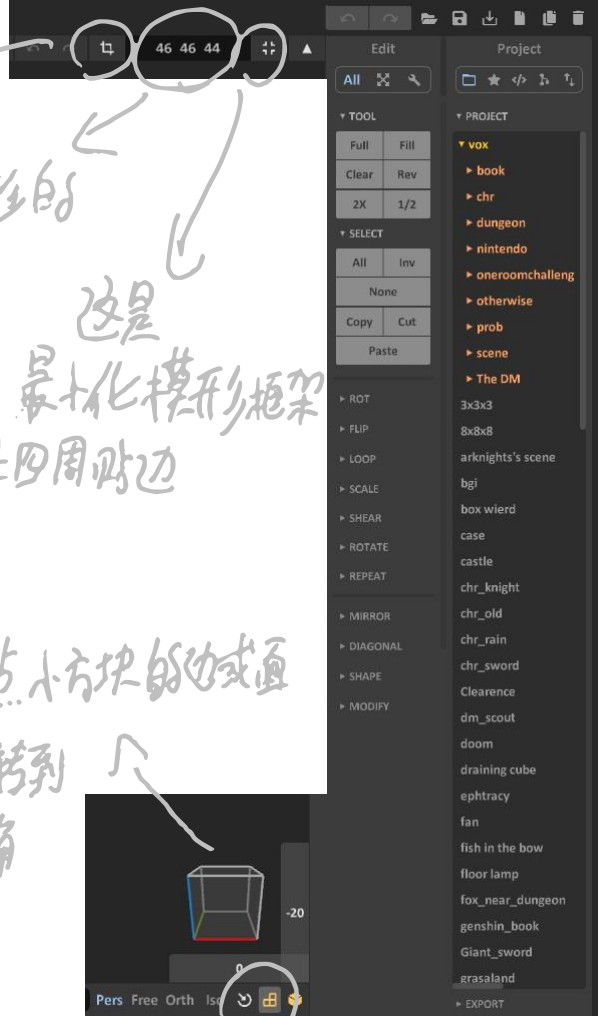 46 46 44
Edit
Project
All
▾ TOOL
Full Fill
Clear Rev
2X 1/2
▾ SELECT
All Inv
None
Copy Cut
Paste
▸ ROT
▸ FLIP
▸ LOOP
▸ SCALE
▸ SHEAR
▸ ROTATE
▸ REPEAT
▸ MIRROR
▸ DIAGONAL
▸ SHAPE
▸ MODIFY
▾ PROJECT
▾ vox
▸ book
▸ chr
▸ dungeon
▸ nintendo
▸ oneroomchalleng
▸ otherwise
▸ prob
▸ scene
▸ The DM
3x3x3
8x8x8
arknights's scene
bgi
box wierd
case
castle
chr_knight
chr_old
chr_rain
chr_sword
Clearence
dm_scout
doom
draining cube
ephtracy
fan
fish in the bow
floor lamp
fox_near_dungeon
genshin_book
Giant_sword
grasaland
▸ EXPORT
的
这是
最小化模形框架
四周贴边
小方块的边或面
转到
-20
0
Pers Free Orth Iso